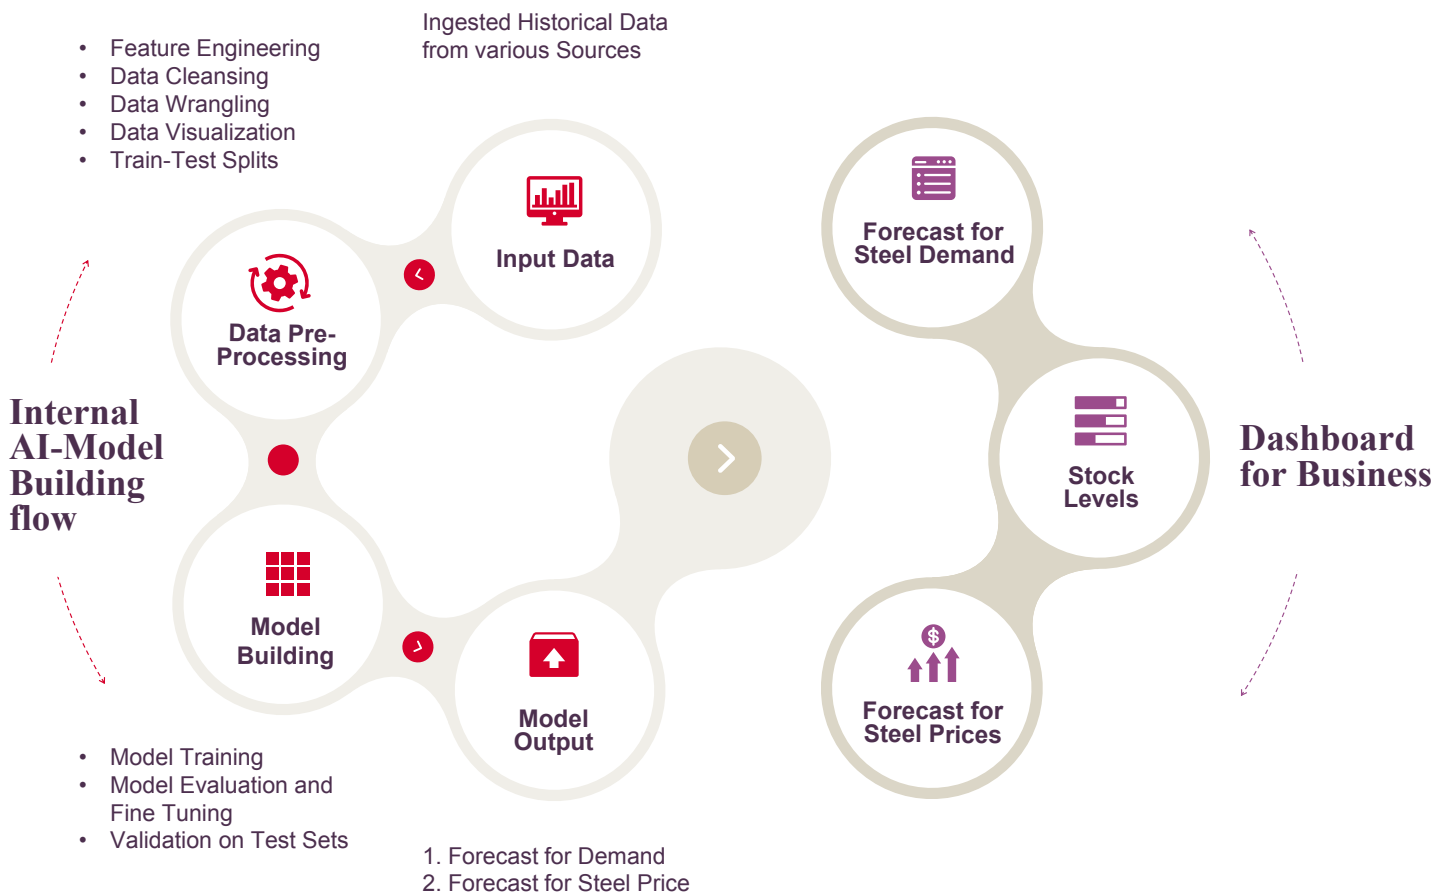 Ingested Historical Data
from various Sources
• Feature Engineering
• Data Cleansing
• Data Wrangling
• Data Visualization
• Train-Test Splits
Input Data
Data Pre-
Processing
Internal
AI-Model
Building
flow
Model
Building
Model
Output
• Model Training
• Model Evaluation and
Fine Tuning
• Validation on Test Sets
1. Forecast for Demand
2. Forecast for Steel Price
Forecast for
Steel Demand
Stock
Levels
$
Forecast for
Steel Prices
Dashboard
for Business